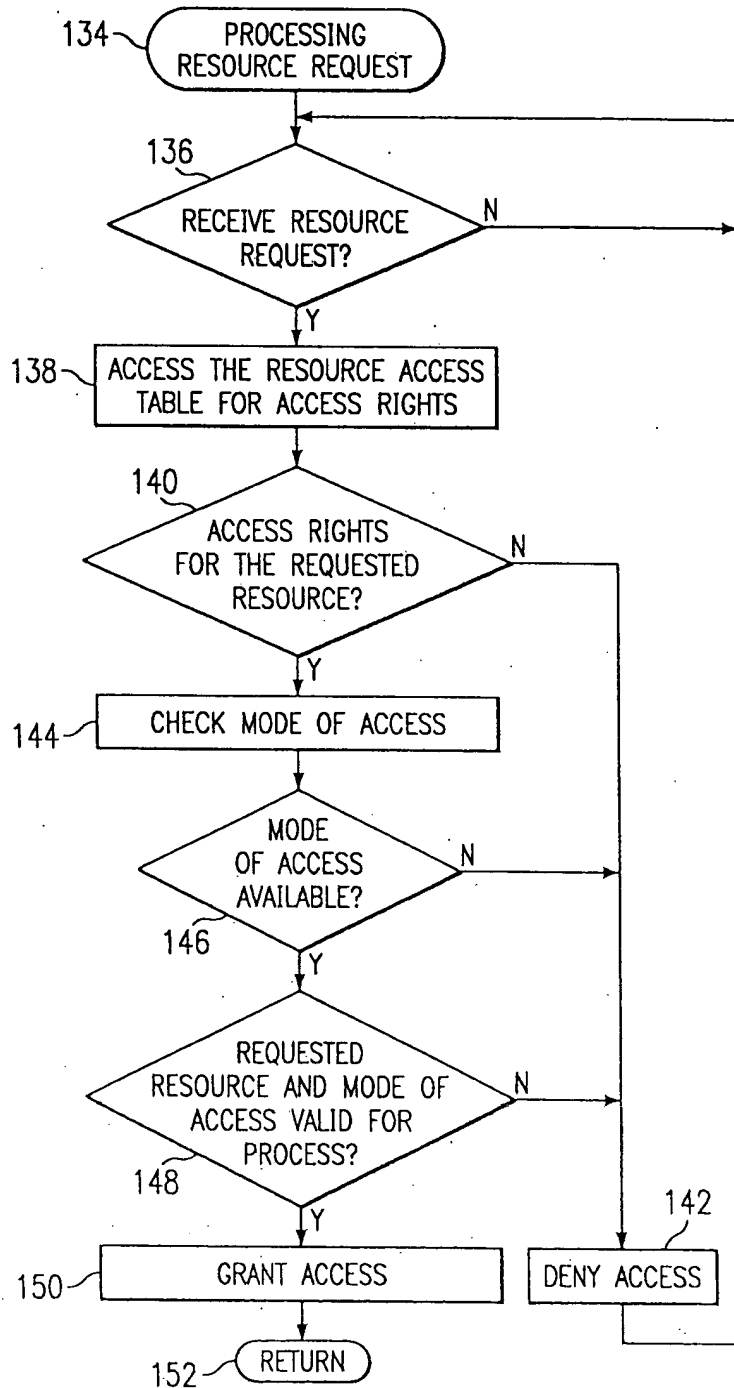 134
PROCESSING
RESOURCE REQUEST
136
RECEIVE RESOURCE
REQUEST?
N
Y
138
ACCESS THE RESOURCE ACCESS
TABLE FOR ACCESS RIGHTS
140
ACCESS RIGHTS
FOR THE REQUESTED
RESOURCE?
N
Y
144
CHECK MODE OF ACCESS
MODE
OF ACCESS
AVAILABLE?
N
146
Y
REQUESTED
RESOURCE AND MODE OF
ACCESS VALID FOR
PROCESS?
N
148
Y
142
150
GRANT ACCESS
DENY ACCESS
152
RETURN